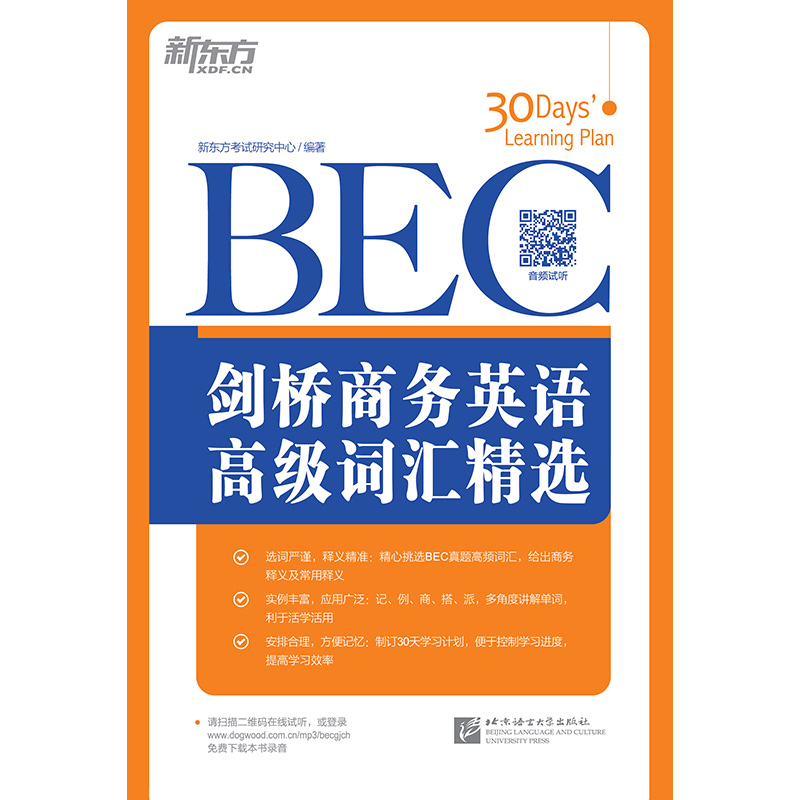 新东方
XDF.CN
30Days'
Learning Plan
新东方考试研究中心/编著
BEC
音频试听
剑桥商务英语
高级词汇精选
选词严谨,释义精准:精心挑选BEC真题高频词汇,给出商务
释义及常用释义
实例丰富,应用广泛:记、例、商、搭、派,多角度讲解单词,
利于活学活用
安排合理,方便记忆:制订30天学习计划,便于控制学习进度,
提高学习效率
请扫描二维码在线试听,或登录
www.dogwood.com.cn/mp3/becgjch
免费下载本书录音
北京语言大学出版社
BEIJING LANGUAGE AND CULTURE
UNIVERSITY PRESS